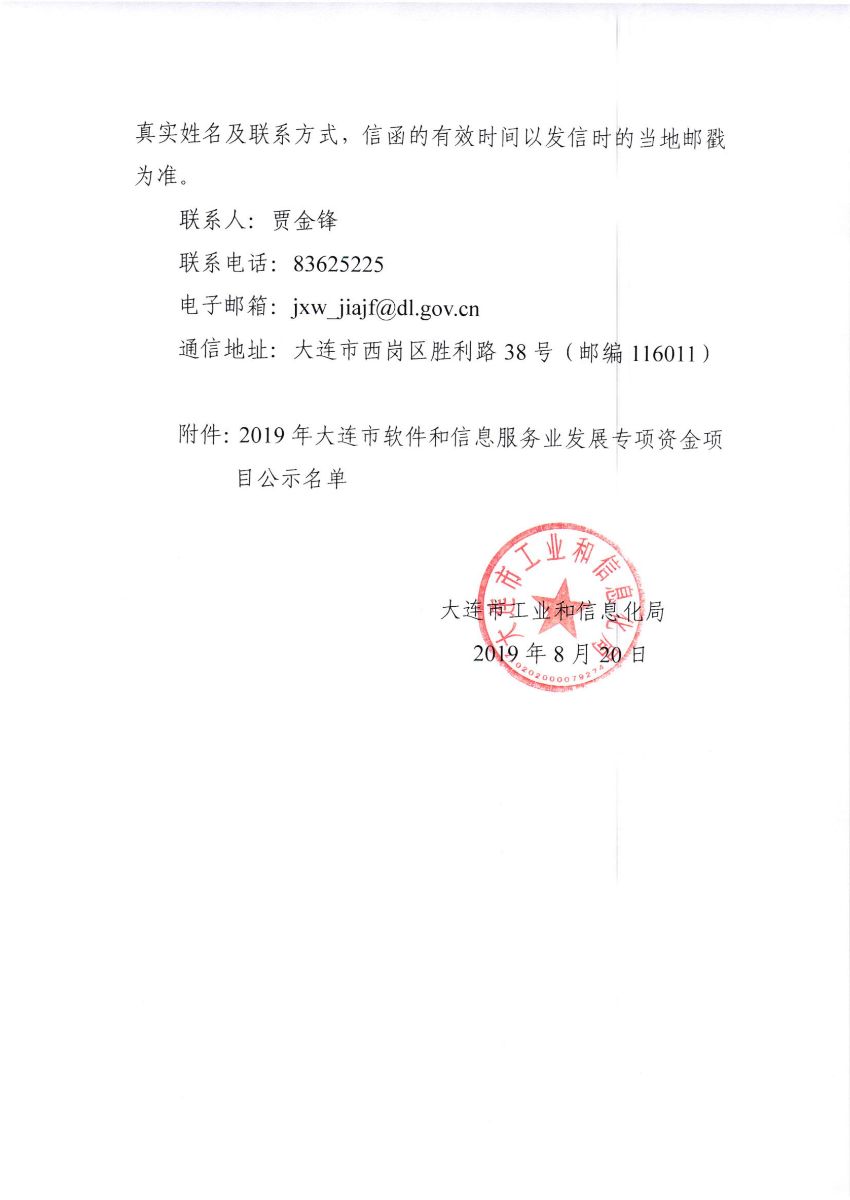 真实姓名及联系方式，信函的有效时间以发信时的当地邮戳
为准。
联系人：贾金锋
联系电话：83625225
电子邮箱：jxw_jiajf@dl.gov.cn
通信地址：大连市西岗区胜利路 38 号（邮编 116011）
附件：2019 年大连市软件和信息服务业发展专项资金项
目公示名单
大连市工业和信息化局
大连市工业和信息化局
2019 年 8 月 20 日